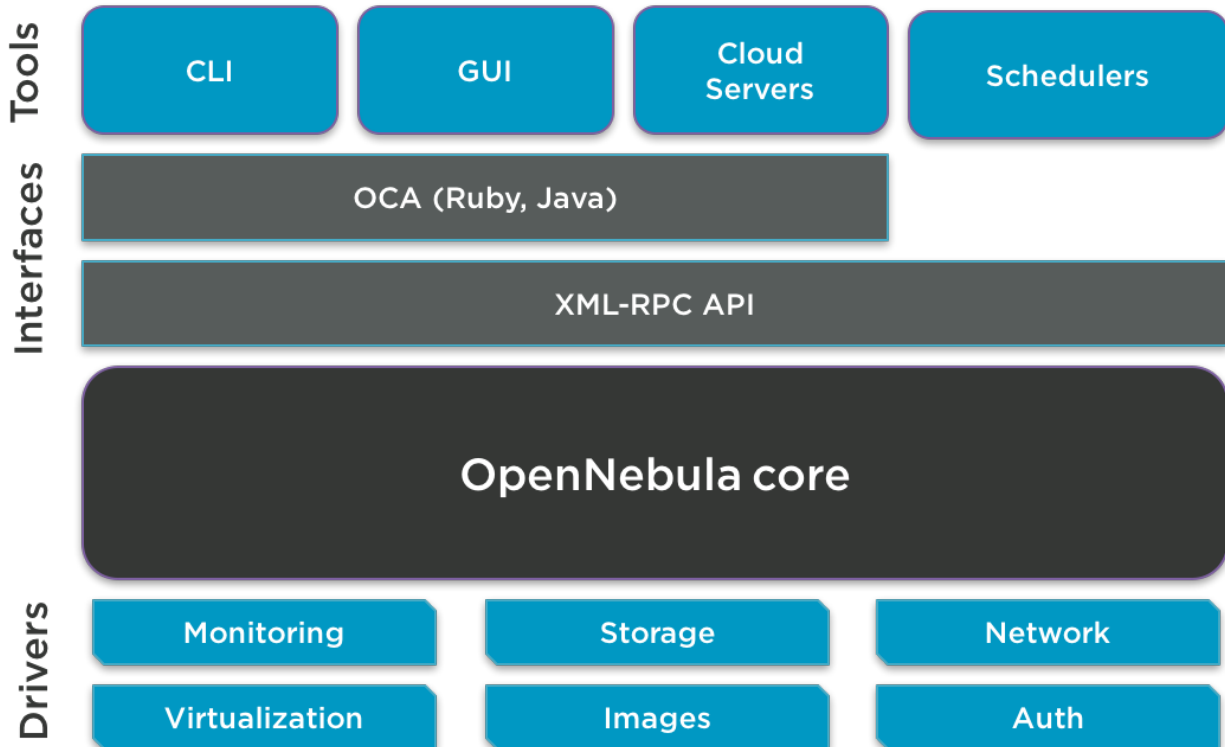 Tools
CLI
GUI
Cloud
Servers
Schedulers
Interfaces
OCA (Ruby, Java)
XML-RPC API
OpenNebula core
Drivers
Monitoring
Storage
Network
Virtualization
Images
Auth